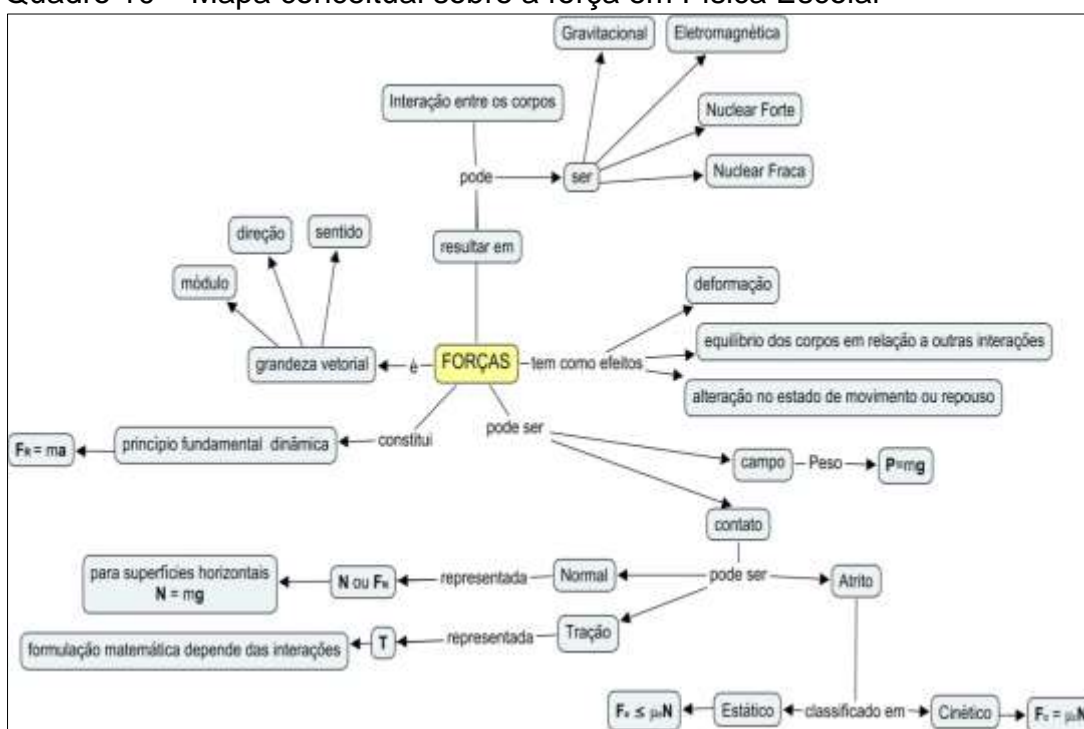 Quadro 10 – Mapa conceitual sobre a força em Física Escolar
Gravitacional
Eletromagnética
Interação entre os corpos
Nuclear Forte
pode
ser
Nuclear Fraca
direção
sentido
resultar em
módulo
deformação
equilíbrio dos corpos em relação a outras interações
grandeza vetorial
é
FORÇAS
tem como efeitos
alteração no estado de movimento ou repouso
pode ser
constitui
princípio fundamental dinâmica
FR = ma
campo
Peso
P=mg
contato
para superfícies horizontais
N = mg
N ou FN
representada
Normal
pode ser
Atrito
Tração
representada
T
formulação matemática depende das interações
Fe ≤ μeN
Estático
classificado em
Cinético
Fc = μcN